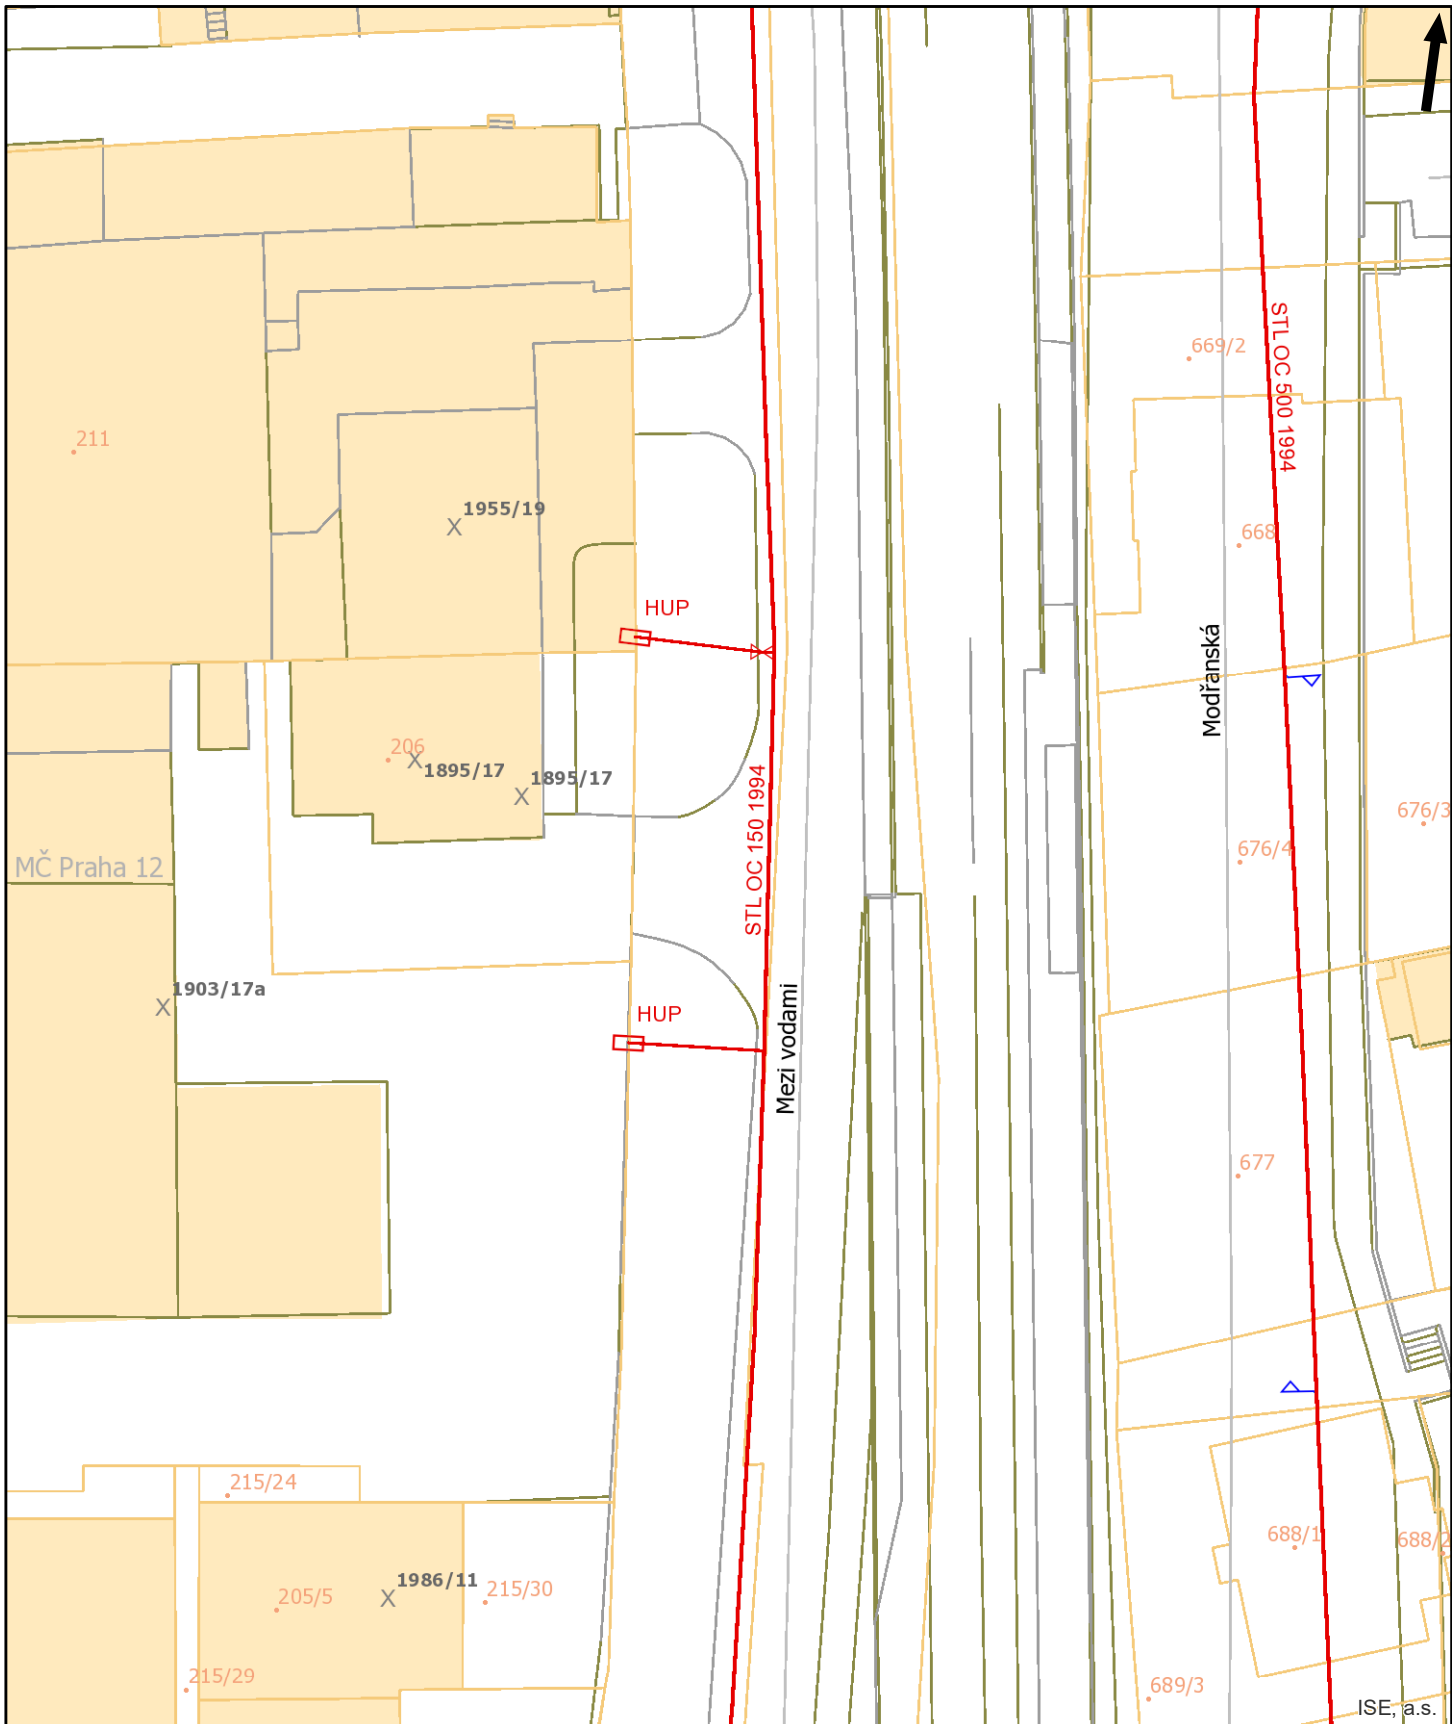 669/2
STL OC 500 1994
211
1955/19
668
HUP
Modřanská
206
1895/17
1895/17
STL OC 150 1994
676/3
676/4
MČ Praha 12
1903/17a
HUP
Mezi vodami
677
215/24
688/1
688/2
1986/11
205/5
215/30
215/29
689/3
ISE, a.s.